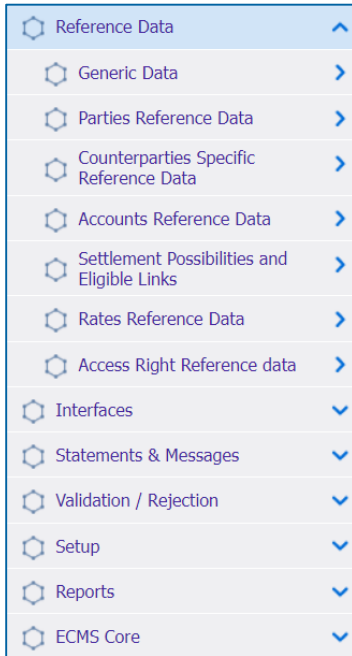 Reference Data
Generic Data
Parties Reference Data
Counterparties Specific
Reference Data
Accounts Reference Data
Settlement Possibilities and
Eligible Links
Rates Reference Data
Access Right Reference data
Interfaces
Statements & Messages
Validation / Rejection
Setup
Reports
ECMS Core